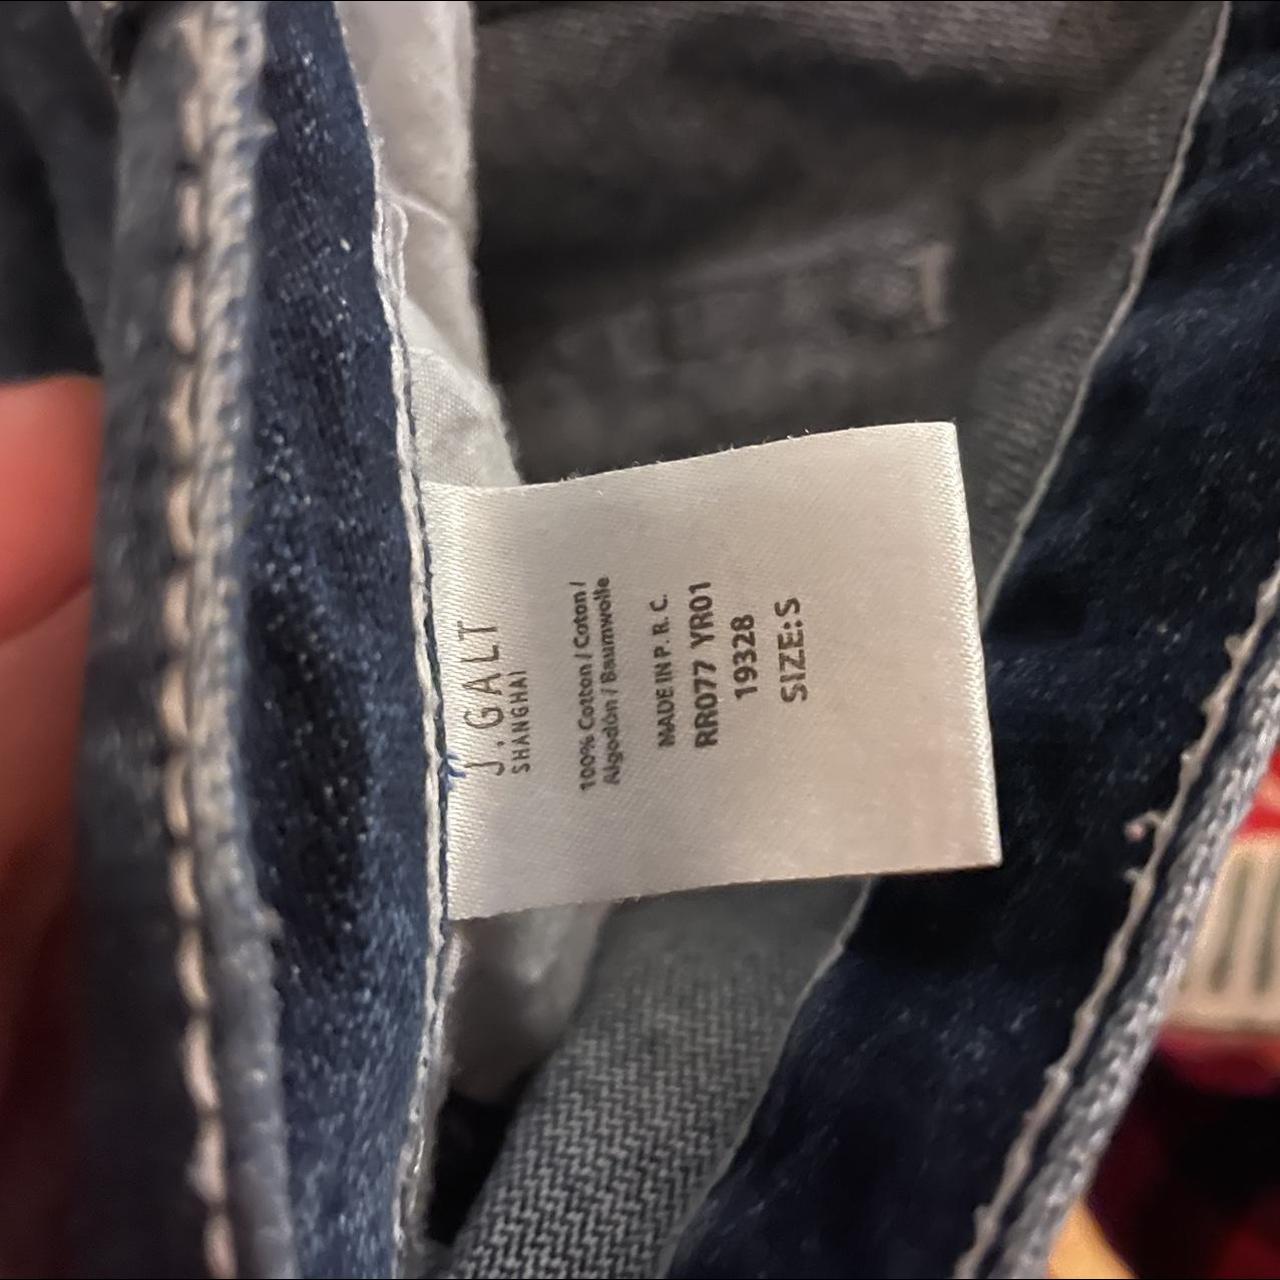 J.GALT
SHANGHAI
100% Cotton / Coton /
Algodón / Baumwolle
MADE IN P. R. C.
RR077 YR01
19328
SIZE:S